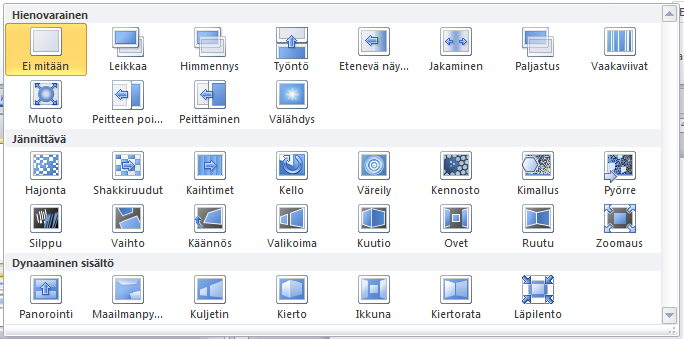 Hienovarainen
Ei mitään Leikkaa Himmennys Työntö Etenevä näy... Jakaminen Paljastus Vaakaviivat
Muoto Peitteen poi... Peittäminen Välähdys
Jännittävä
Hajonta Shakkiruudut Kaihtimet Kello Väreily Kennosto Kimallus Pyörre
Silppu Vaihto Käännös Valikoima Kuutio Ovet Ruutu Zoomaus
Dynaaminen sisältö
Panorointi Maailmanpy... Kuljetin Kierto Ikkuna Kiertorata Läpilento